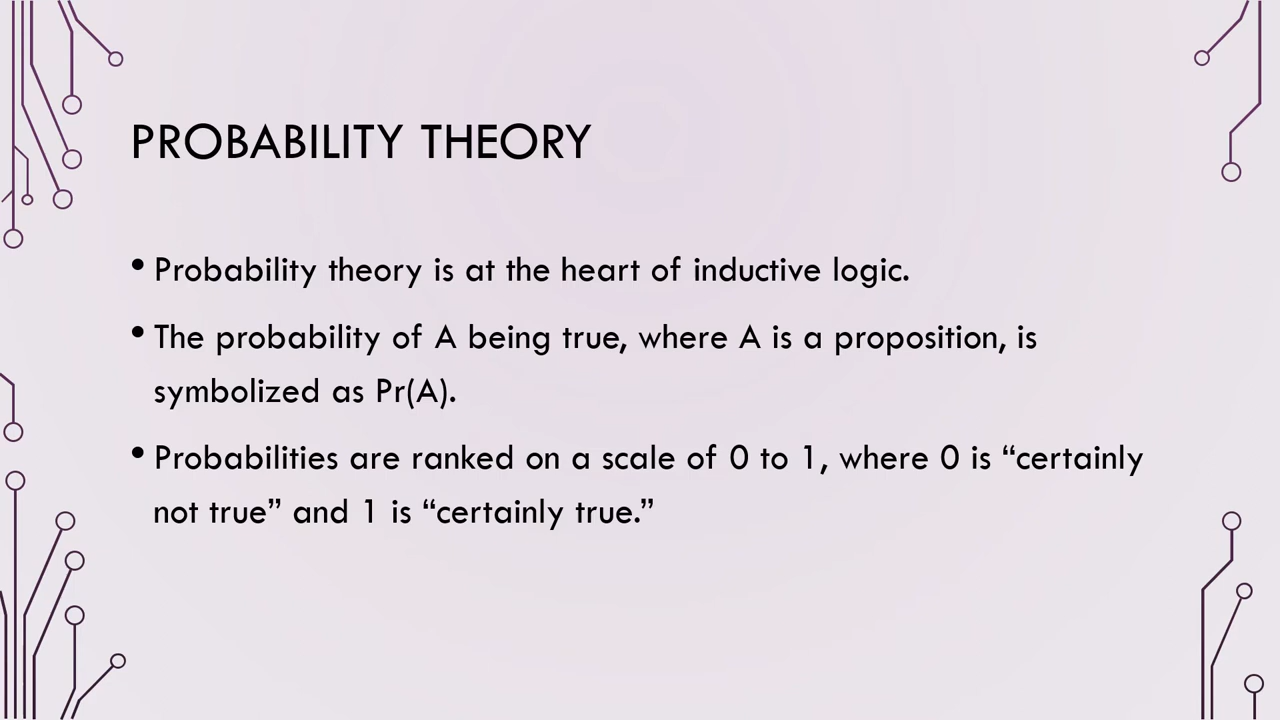 PROBABILITY THEORY
• Probability theory is at the heart of inductive logic.
• The probability of A being true, where A is a proposition, is
symbolized as Pr(A).
• Probabilities are ranked on a scale of 0 to 1, where 0 is “certainly
not true” and 1 is “certainly true.”